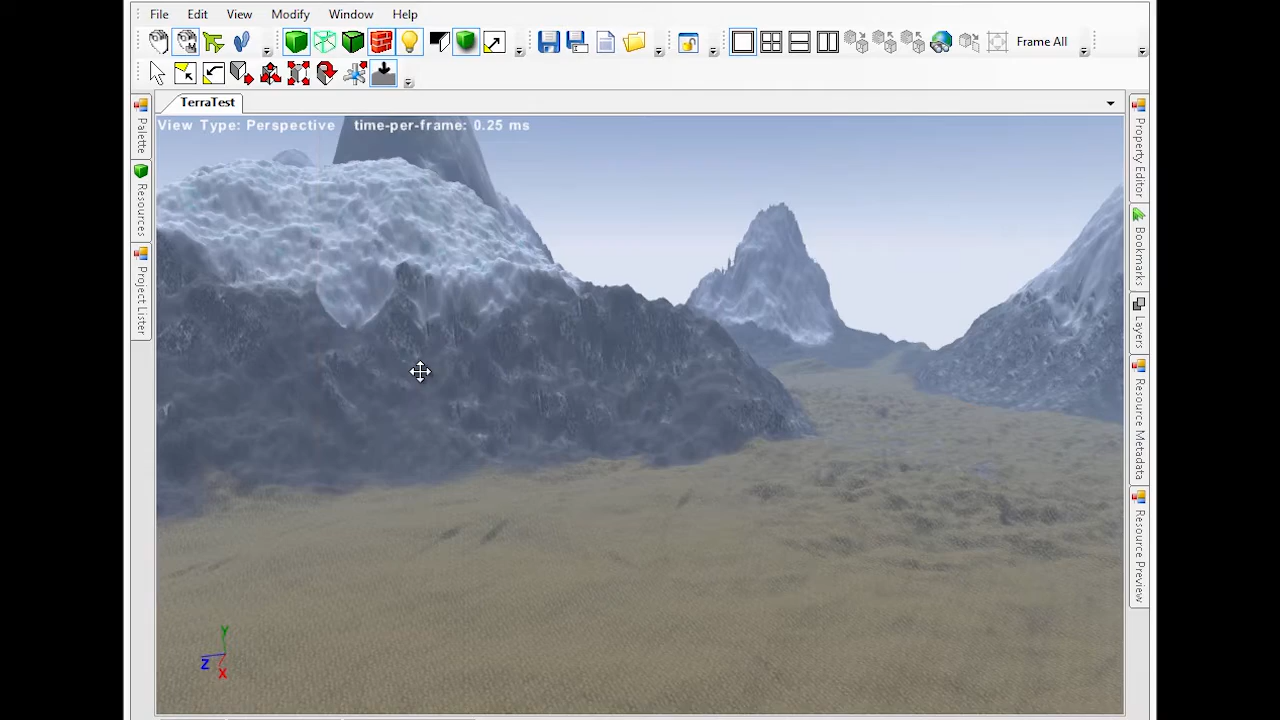 File Edit View Modify Window Help
Frame All
TerraTest
View Type: Perspective time-per-frame: 0.25 ms
Palette
Resources
Project Lister
Property Editor
Bookmarks
Layers
Resource Metadata
Resource Preview
Y
Z
X